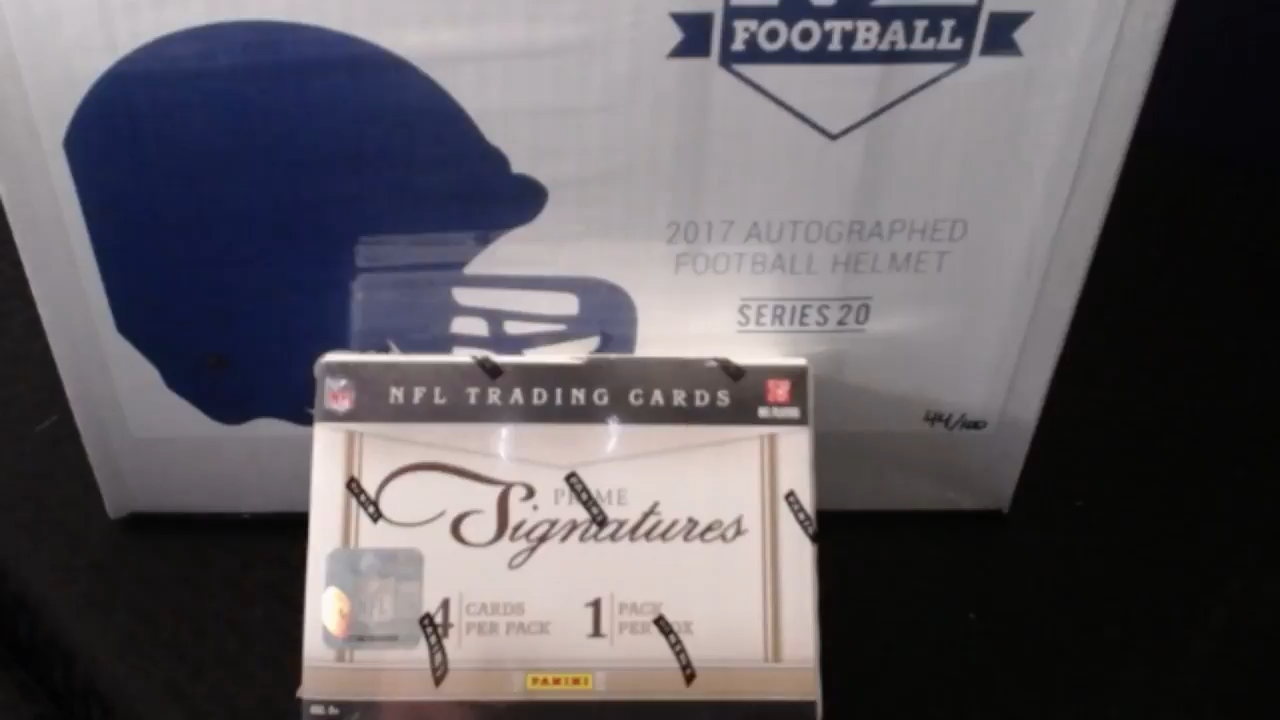 FOOTBALL
2017 AUTOGRAPHED
FOOTBALL HELMET
SERIES 20
44/100
NFL TRADING CARDS
PRIME
Signatures
4 CARDS PER PACK
1 PACK PER BOX
PANINI